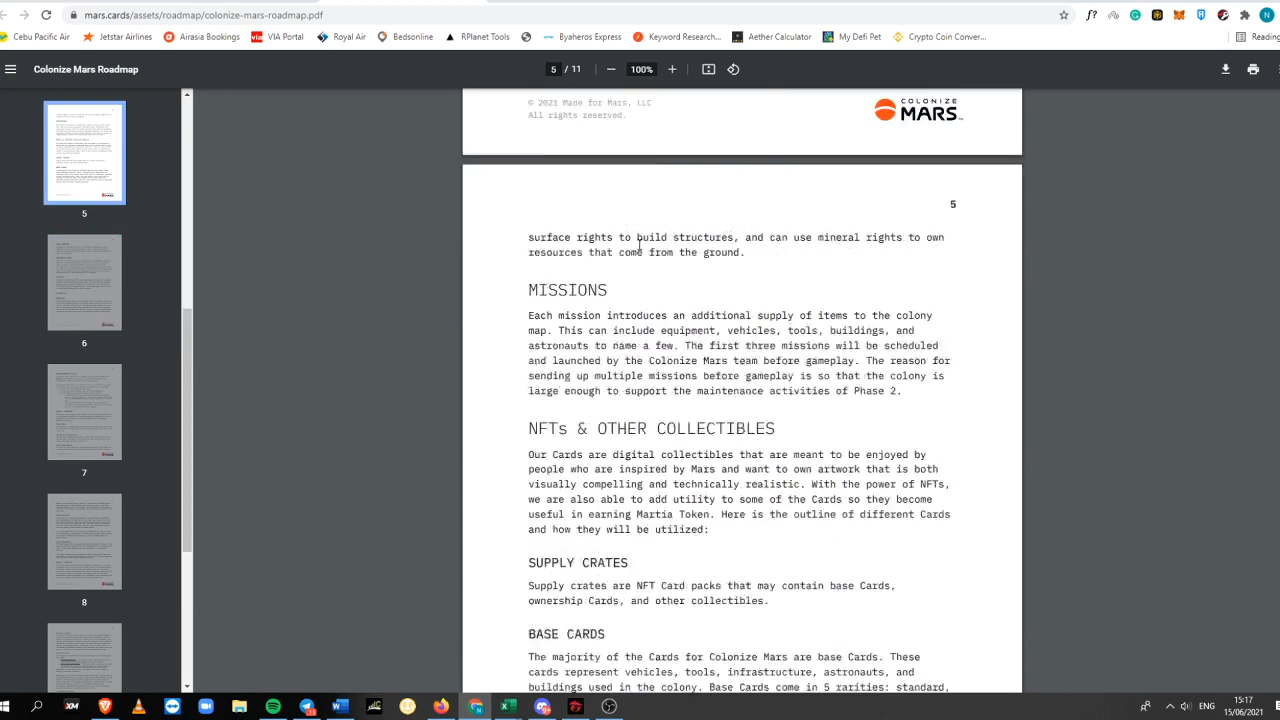 mars.cards/assets/roadmap/colonize-mars-roadmap.pdf
Cebu Pacific Air
Jetstar Airlines
Airasia Bookings
VIA Portal
Royal Air
Bedsonline
RPlanet Tools
Byaheros Express
Keyword Research...
Aether Calculator
My Defi Pet
Crypto Coin Conver...
Reading
Colonize Mars Roadmap
5 / 11
100%
© 2021 Made for Mars, LLC
All rights reserved.
COLONIZE
MARS
5
surface rights to build structures, and can use mineral rights to own
resources that come from the ground.
MISSIONS
Each mission introduces an additional supply of items to the colony
map. This can include equipment, vehicles, tools, buildings, and
astronauts to name a few. The first three missions will be scheduled
and launched by the Colonize Mars team before gameplay. The reason for
sending up multiple missions before gameplay is so that the colony is
large enough to support the maintenance activities of Phase 2.
NFTs & OTHER COLLECTIBLES
Our Cards are digital collectibles that are meant to be enjoyed by
people who are inspired by Mars and want to own artwork that is both
visually compelling and technically realistic. With the power of NFTs,
we are also able to add utility to some of the Cards so they become
useful in earning Martia Token. Here is the outline of different Cards
and how they will be utilized:
SUPPLY CRATES
Supply crates are NFT Card packs that may contain base Cards,
ownership Cards, and other collectibles.
BASE CARDS
The majority of the Cards for Colonize Mars are base Cards. These
cards represent vehicles, tools, infrastructure, astronauts, and
buildings used in the colony. Base Cards come in 5 rarities: standard,
5
6
7
8
ENG
15:17
15/06/2021